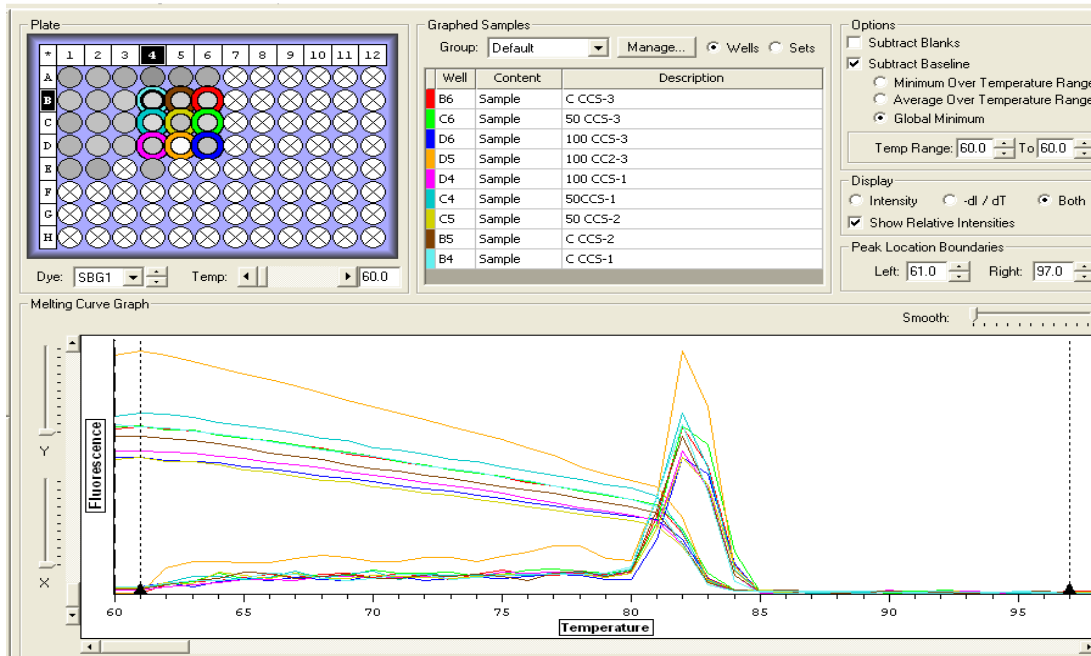 Plate
* 1 2 3 4 5 6 7 8 9 10 11 12
A
B
C
D
E
F
G
H
Dye: SBG1 Temp: 60.0
Graphed Samples
Group: Default Manage... Wells Sets
Well Content Description
B6 Sample C CCS-3
C6 Sample 50 CCS-3
D6 Sample 100 CCS-3
D5 Sample 100 CC2-3
D4 Sample 100 CCS-1
C4 Sample 50CCS-1
C5 Sample 50 CCS-2
B5 Sample C CCS-2
B4 Sample C CCS-1
Options
Subtract Blanks
Subtract Baseline
Minimum Over Temperature Range
Average Over Temperature Range
Global Minimum
Temp Range: 60.0 To 60.0
Display
Intensity -dI / dT Both
Show Relative Intensities
Peak Location Boundaries
Left: 61.0 Right: 97.0
Melting Curve Graph
Smooth:
Y
X
Fluorescence
60 65 70 75 80 85 90 95
Temperature